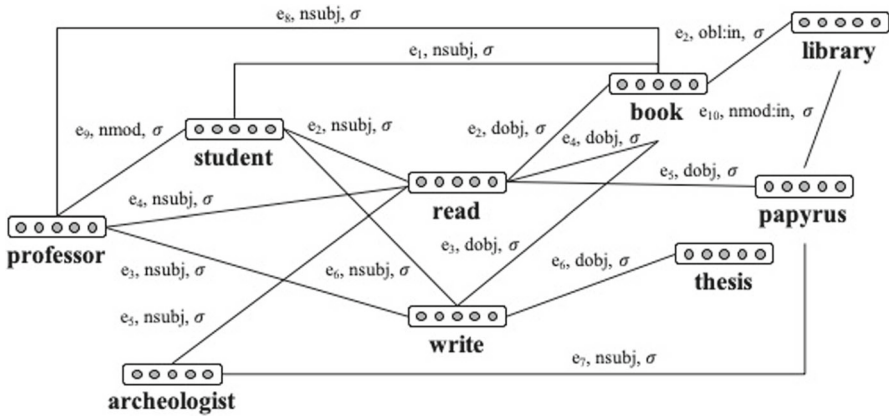 e8, nsubj, σ
e2, obl:in, σ
library
e1, nsubj, σ
book
e10, nmod:in, σ
e9, nmod, σ
student
e2, nsubj, σ
e2, dobj, σ
e4, dobj, σ
e5, dobj, σ
e4, nsubj, σ
read
papyrus
professor
e3, nsubj, σ
e6, nsubj, σ
e3, dobj, σ
e6, dobj, σ
thesis
e5, nsubj, σ
write
e7, nsubj, σ
archeologist